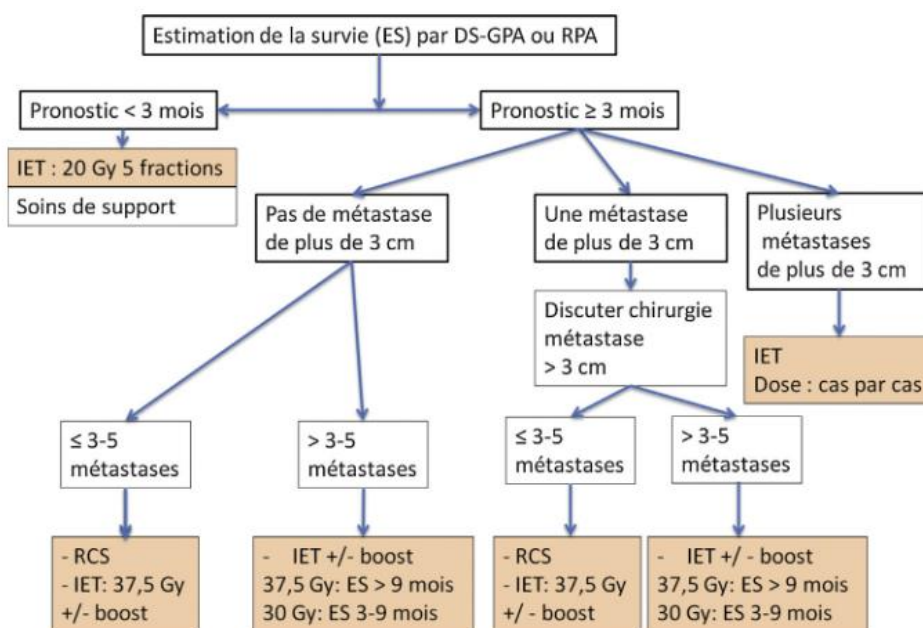 Estimation de la survie (ES) par DS-GPA ou RPA
Pronostic < 3 mois
Pronostic ≥ 3 mois
IET : 20 Gy 5 fractions
Soins de support
Pas de métastase
de plus de 3 cm
Une métastase
de plus de 3 cm
Plusieurs
métastases
de plus de 3 cm
Discuter chirurgie
métastase
> 3 cm
IET
Dose : cas par cas
≤ 3-5
métastases
> 3-5
métastases
≤ 3-5
métastases
> 3-5
métastases
- RCS
- IET: 37,5 Gy
+/- boost
- IET +/- boost
37,5 Gy: ES > 9 mois
30 Gy: ES 3-9 mois
- RCS
- IET: 37,5 Gy
+/- boost
- IET +/- boost
37,5 Gy: ES > 9 mois
30 Gy: ES 3-9 mois